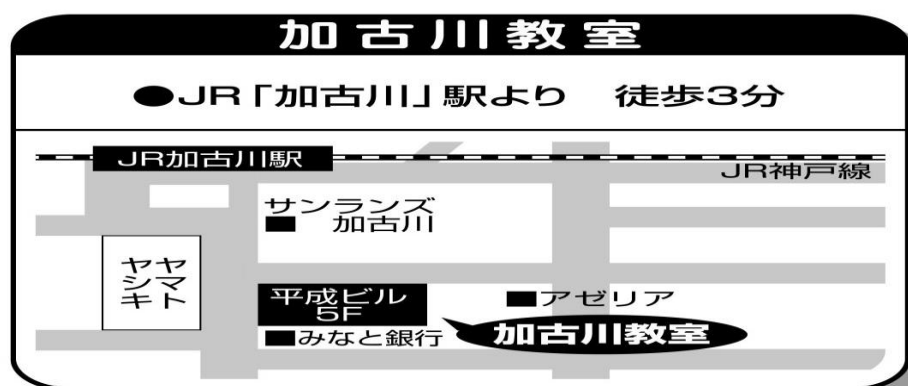 加古川教室
●JR「加古川」駅より 徒歩3分
JR加古川駅
JR神戸線
サンランズ
■ 加古川
ヤマト
ヤシキ
平成ビル
5F
■アゼリア
■みなと銀行
加古川教室